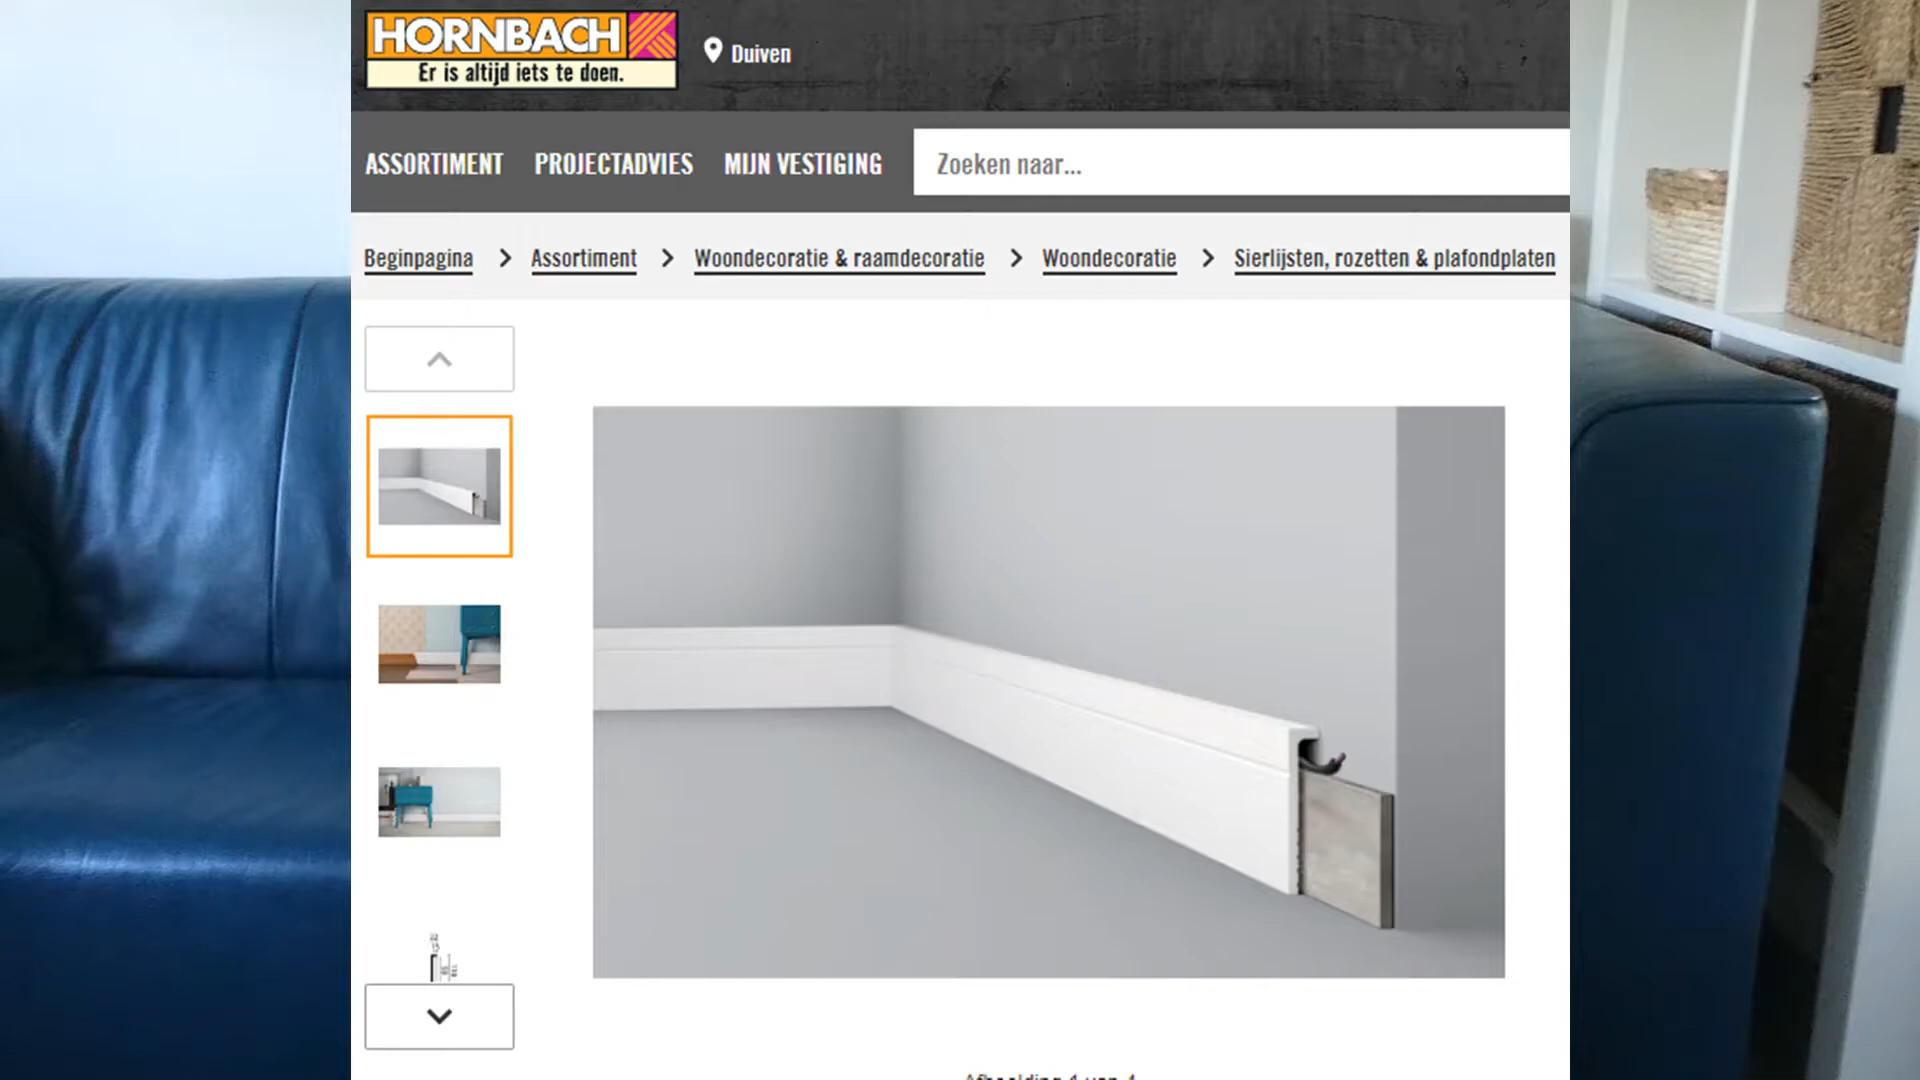 HORNBACH
Er is altijd iets te doen.
Duiven
ASSORTIMENT PROJECTADVIES MIJN VESTIGING Zoeken naar...
Beginpagina > Assortiment > Woondecoratie & raamdecoratie > Woondecoratie > Sierlijsten, rozetten & plafondplaten